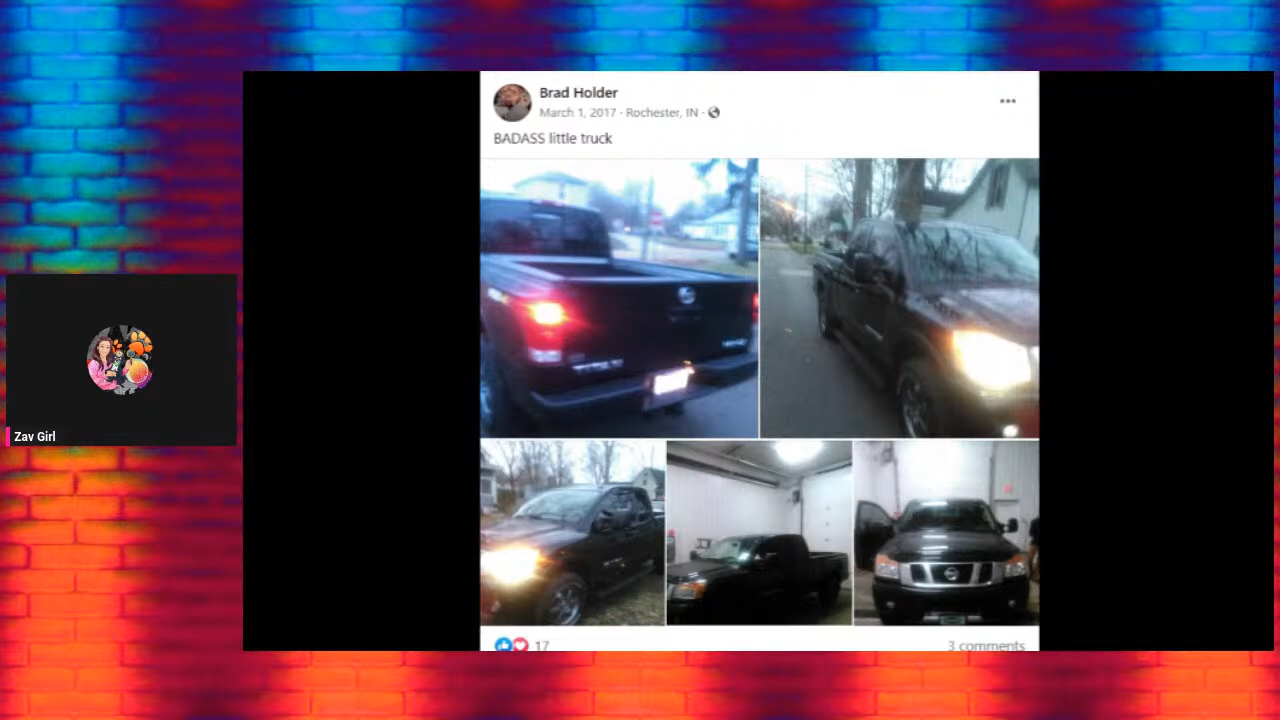 Brad Holder
March 1, 2017 · Rochester, IN ·
BADASS little truck
Zav Girl
17
3 comments